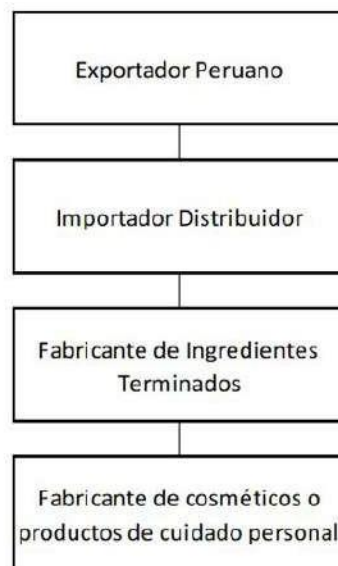 Exportador Peruano
Importador Distribuidor
Fabricante de Ingredientes
Terminados
Fabricante de cosméticos o
productos de cuidado personal